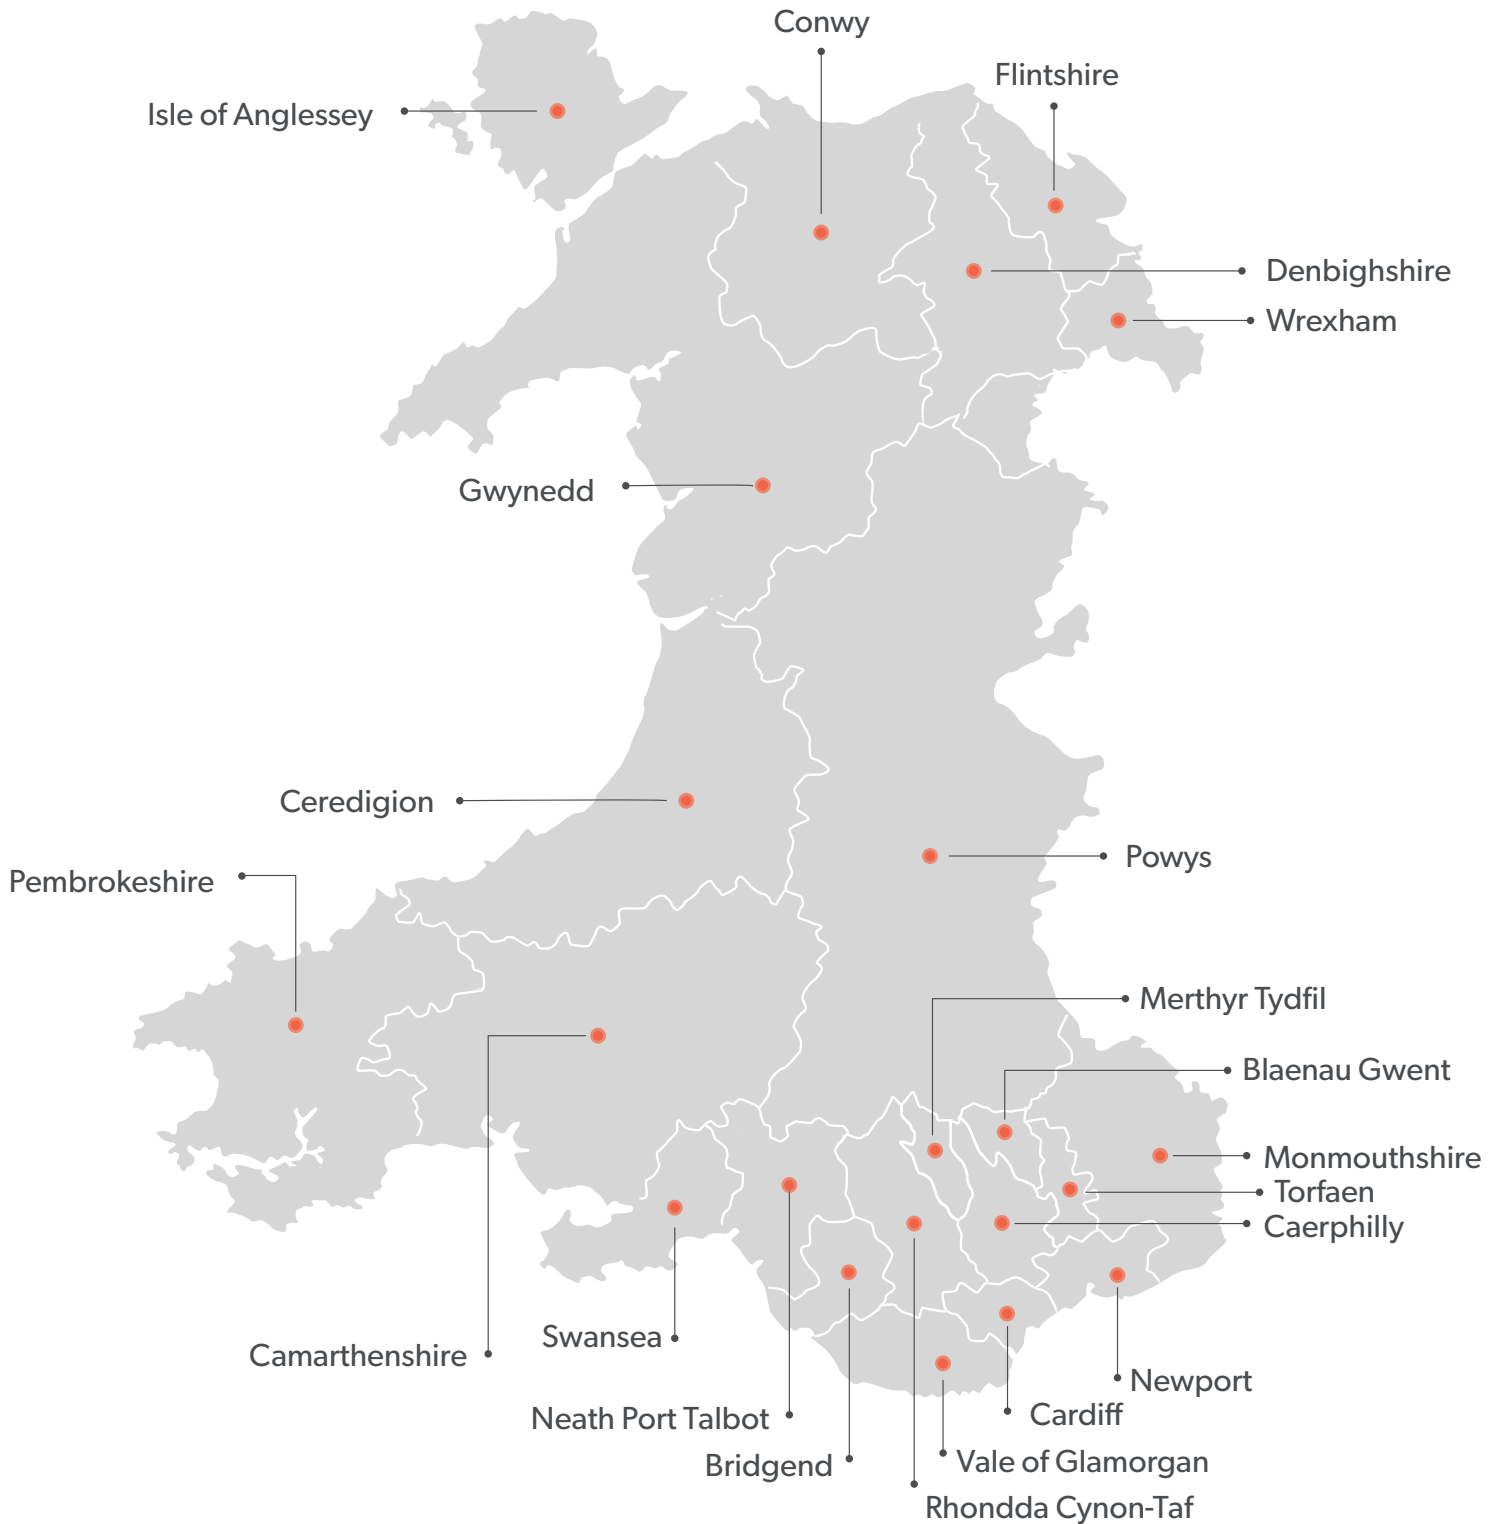 Conwy
Flintshire
Isle of Anglessey
Denbighshire
Wrexham
Gwynedd
Ceredigion
Powys
Pembrokeshire
Merthyr Tydfil
Blaenau Gwent
Monmouthshire
Torfaen
Caerphilly
Swansea
Camarthenshire
Newport
Cardiff
Neath Port Talbot
Vale of Glamorgan
Bridgend
Rhondda Cynon-Taf